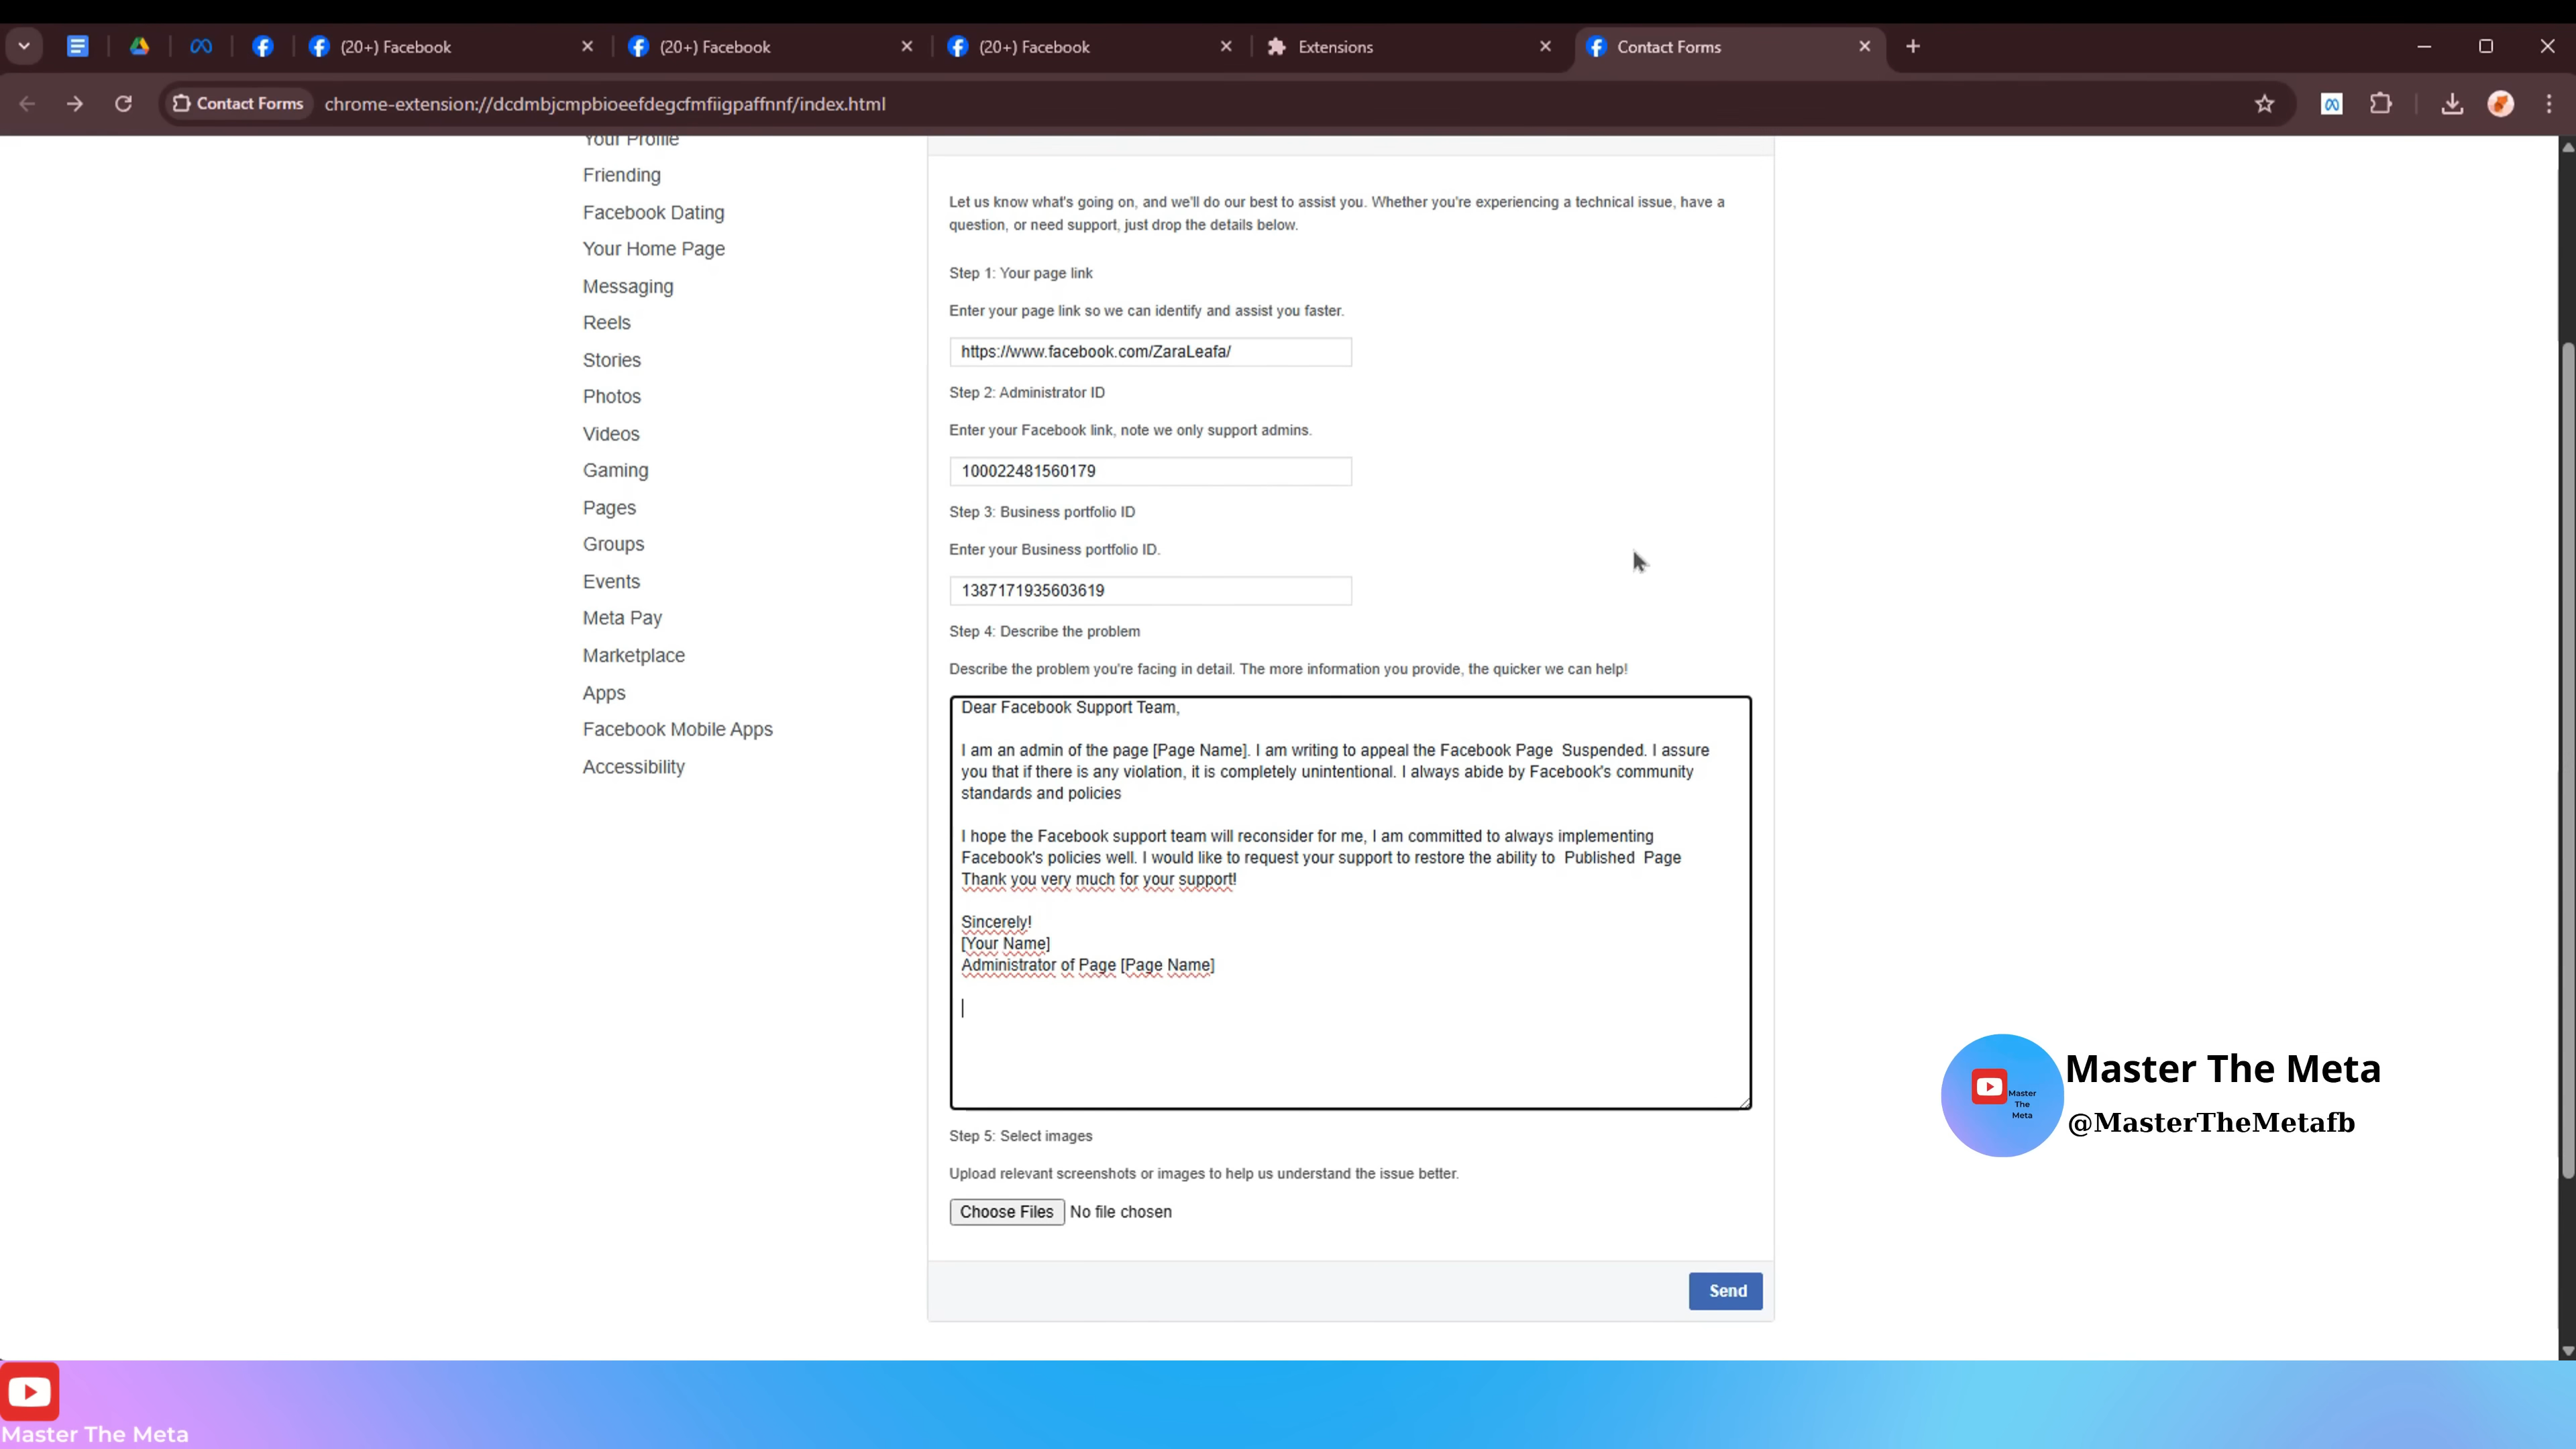 (20+) Facebook
(20+) Facebook
(20+) Facebook
Extensions
Contact Forms
Contact Forms
chrome-extension://dcdmbjcmpbioeefdegcfmfiigpaffnnf/index.html
Your Profile
Friending
Facebook Dating
Your Home Page
Messaging
Reels
Stories
Photos
Videos
Gaming
Pages
Groups
Events
Meta Pay
Marketplace
Apps
Facebook Mobile Apps
Accessibility
Let us know what's going on, and we'll do our best to assist you. Whether you're experiencing a technical issue, have a
question, or need support, just drop the details below.
Step 1: Your page link
Enter your page link so we can identify and assist you faster.
https://www.facebook.com/ZaraLeafa/
Step 2: Administrator ID
Enter your Facebook link, note we only support admins.
100022481560179
Step 3: Business portfolio ID
Enter your Business portfolio ID.
1387171935603619
Step 4: Describe the problem
Describe the problem you're facing in detail. The more information you provide, the quicker we can help!
Dear Facebook Support Team,
I am an admin of the page [Page Name]. I am writing to appeal the Facebook Page  Suspended. I assure
you that if there is any violation, it is completely unintentional. I always abide by Facebook's community
standards and policies
I hope the Facebook support team will reconsider for me, I am committed to always implementing
Facebook's policies well. I would like to request your support to restore the ability to  Published  Page
Thank you very much for your support!
Sincerely!
[Your Name]
Administrator of Page [Page Name]
Step 5: Select images
Upload relevant screenshots or images to help us understand the issue better.
Choose Files No file chosen
Send
Master
The
Meta
Master The Meta
@MasterTheMetafb
Master The Meta